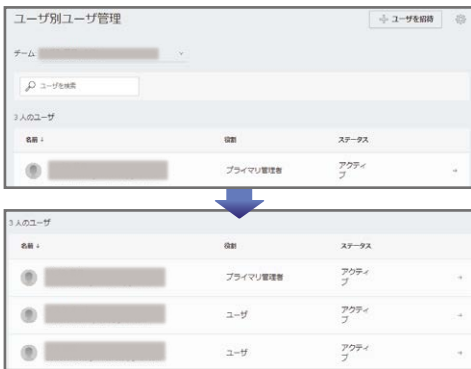 ユーザ別ユーザ管理
ユーザを招待
チーム
ユーザを検索
3 人のユーザ
名前 ↓ 役割 ステータス
プライマリ管理者 アクティ
ブ
3 人のユーザ
名前 ↓ 役割 ステータス
プライマリ管理者 アクティ
ブ
ユーザ アクティ
ブ
ユーザ アクティ
ブ